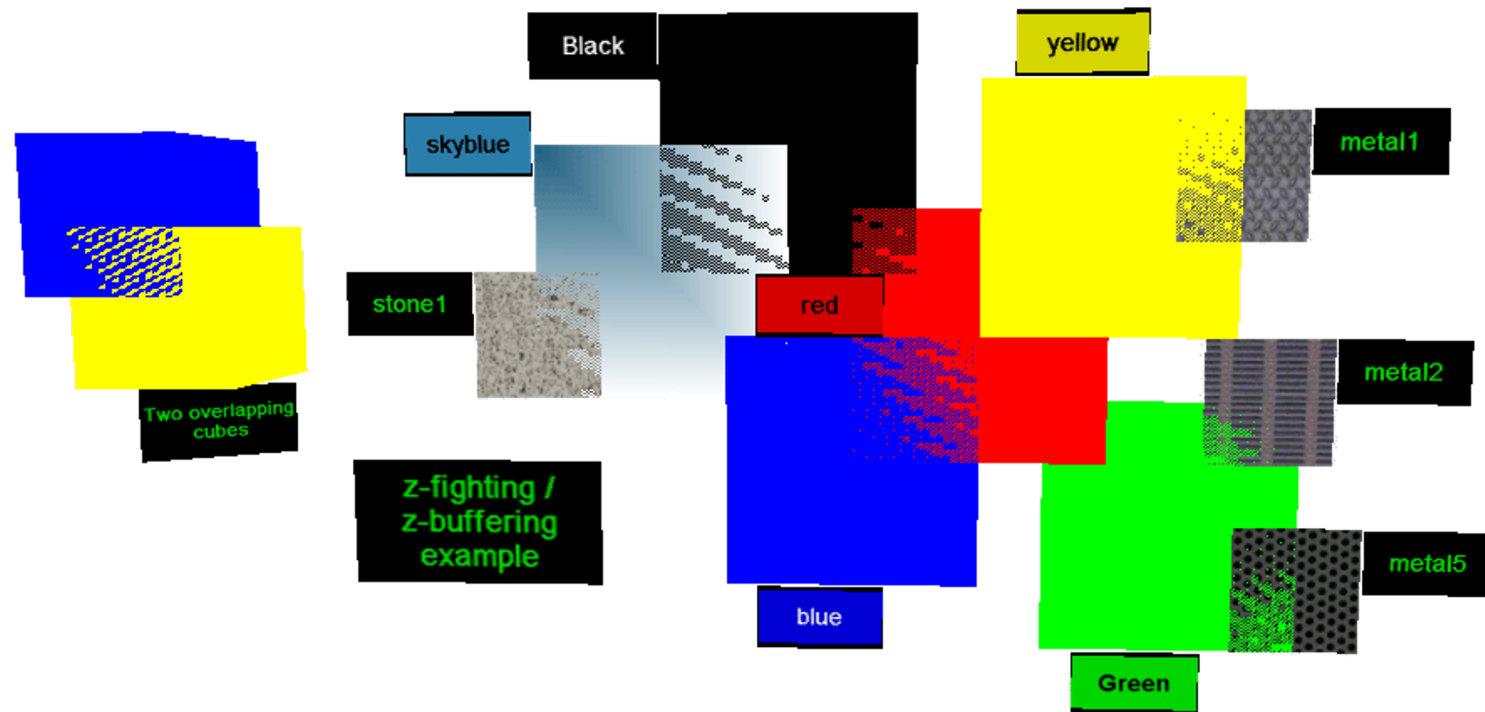 Black
yellow
skyblue
metal1
stone1
red
metal2
Two overlapping
cubes
z-fighting /
z-buffering
example
metal5
blue
Green